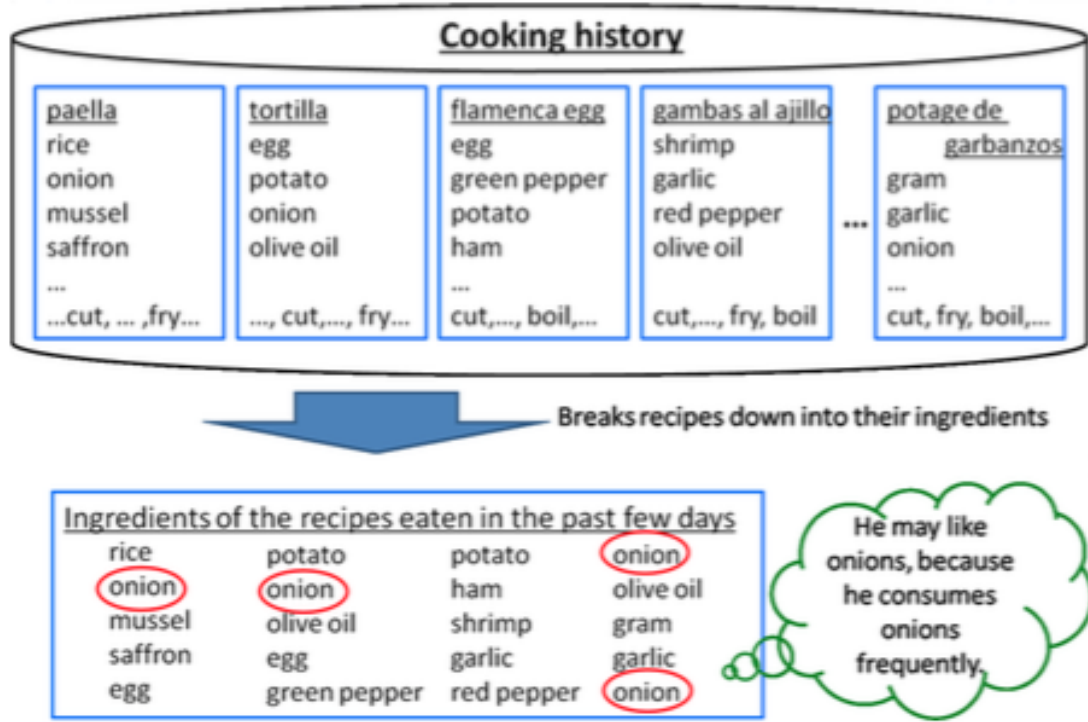 Cooking history
paella
rice
onion
mussel
saffron
...
...cut, ... ,fry...
tortilla
egg
potato
onion
olive oil
..., cut,..., fry...
flamenca egg
egg
green pepper
potato
ham
...
cut,..., boil,...
gambas al ajillo
shrimp
garlic
red pepper
olive oil
cut,..., fry, boil
...
potage de
garbanzos
gram
garlic
onion
...
cut, fry, boil,...
Breaks recipes down into their ingredients
Ingredients of the recipes eaten in the past few days
rice
onion
mussel
saffron
egg
potato
onion
olive oil
egg
green pepper
potato
ham
shrimp
garlic
red pepper
onion
olive oil
gram
garlic
onion
He may like
onions, because
he consumes
onions
frequently.